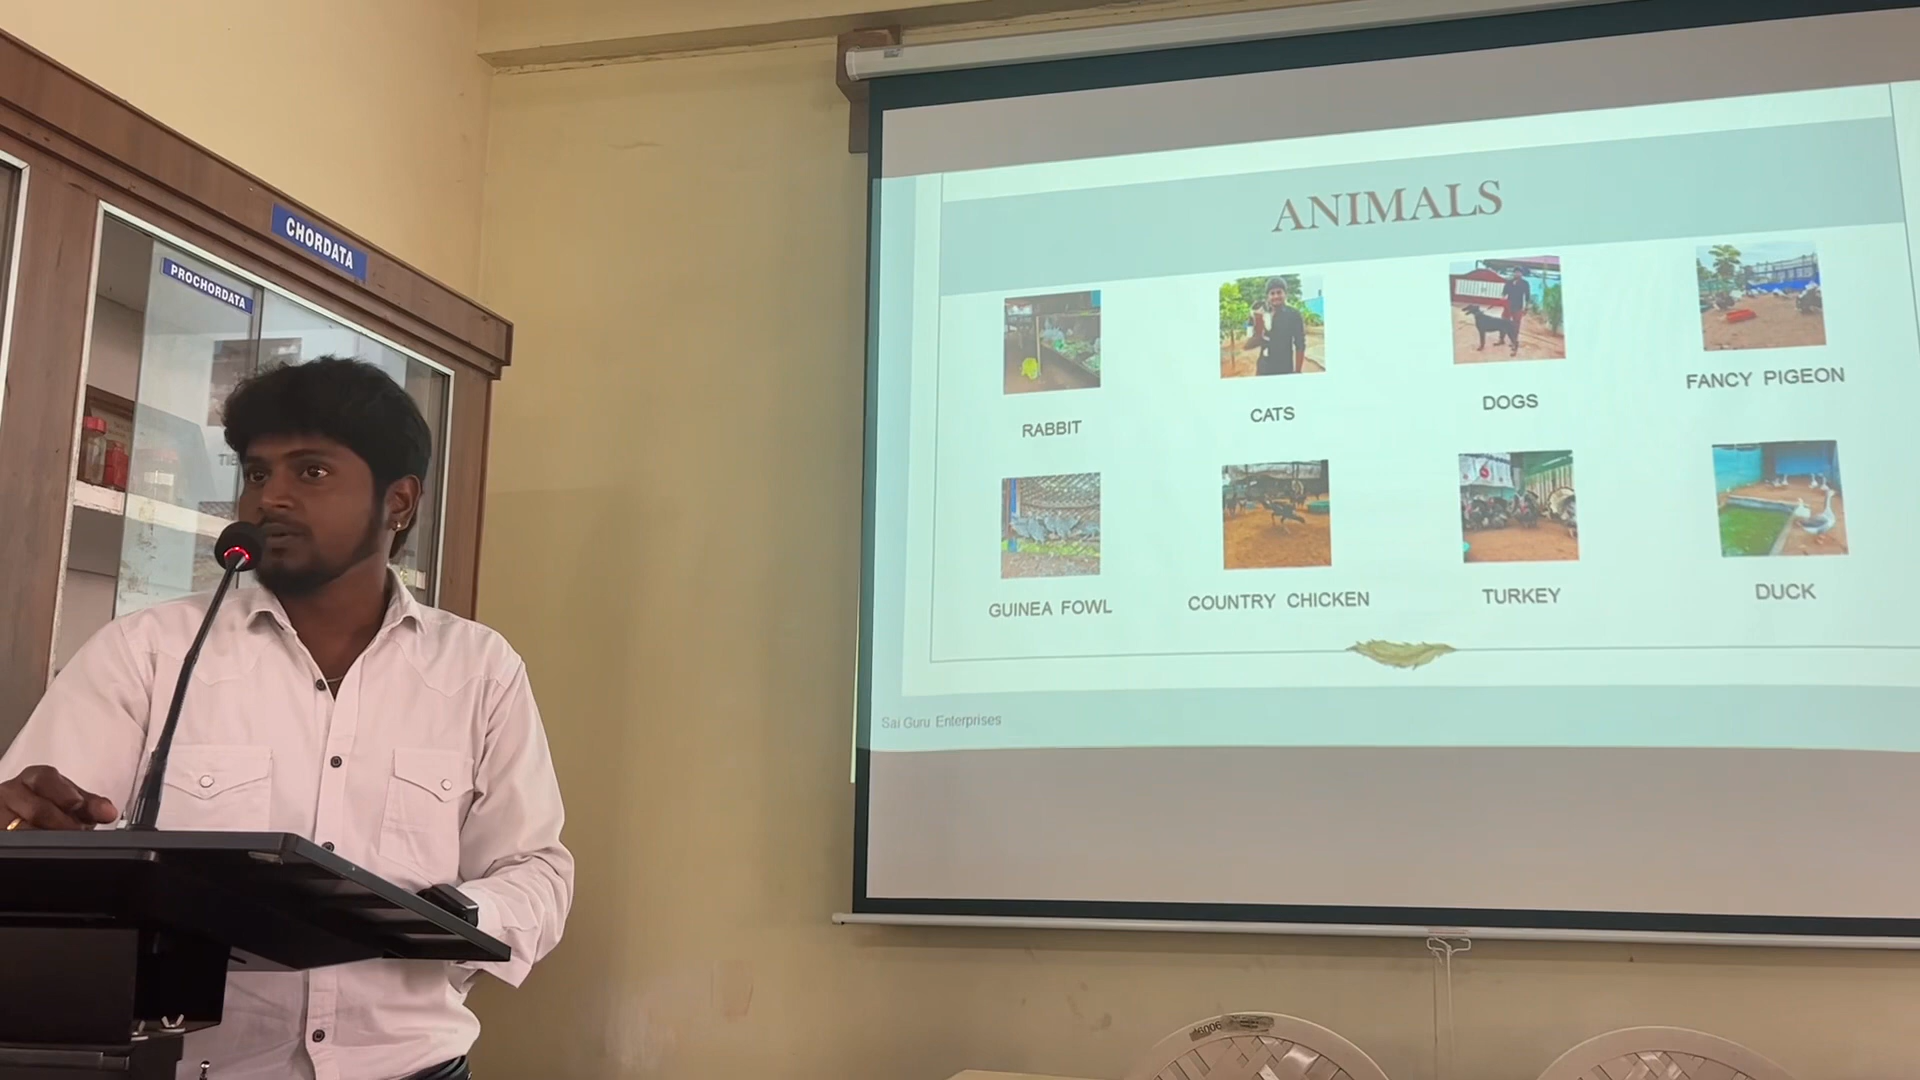 CHORDATA
PROCHORDATA
ANIMALS
RABBIT
CATS
DOGS
FANCY PIGEON
GUINEA FOWL
COUNTRY CHICKEN
TURKEY
DUCK
Sai Guru Enterprises